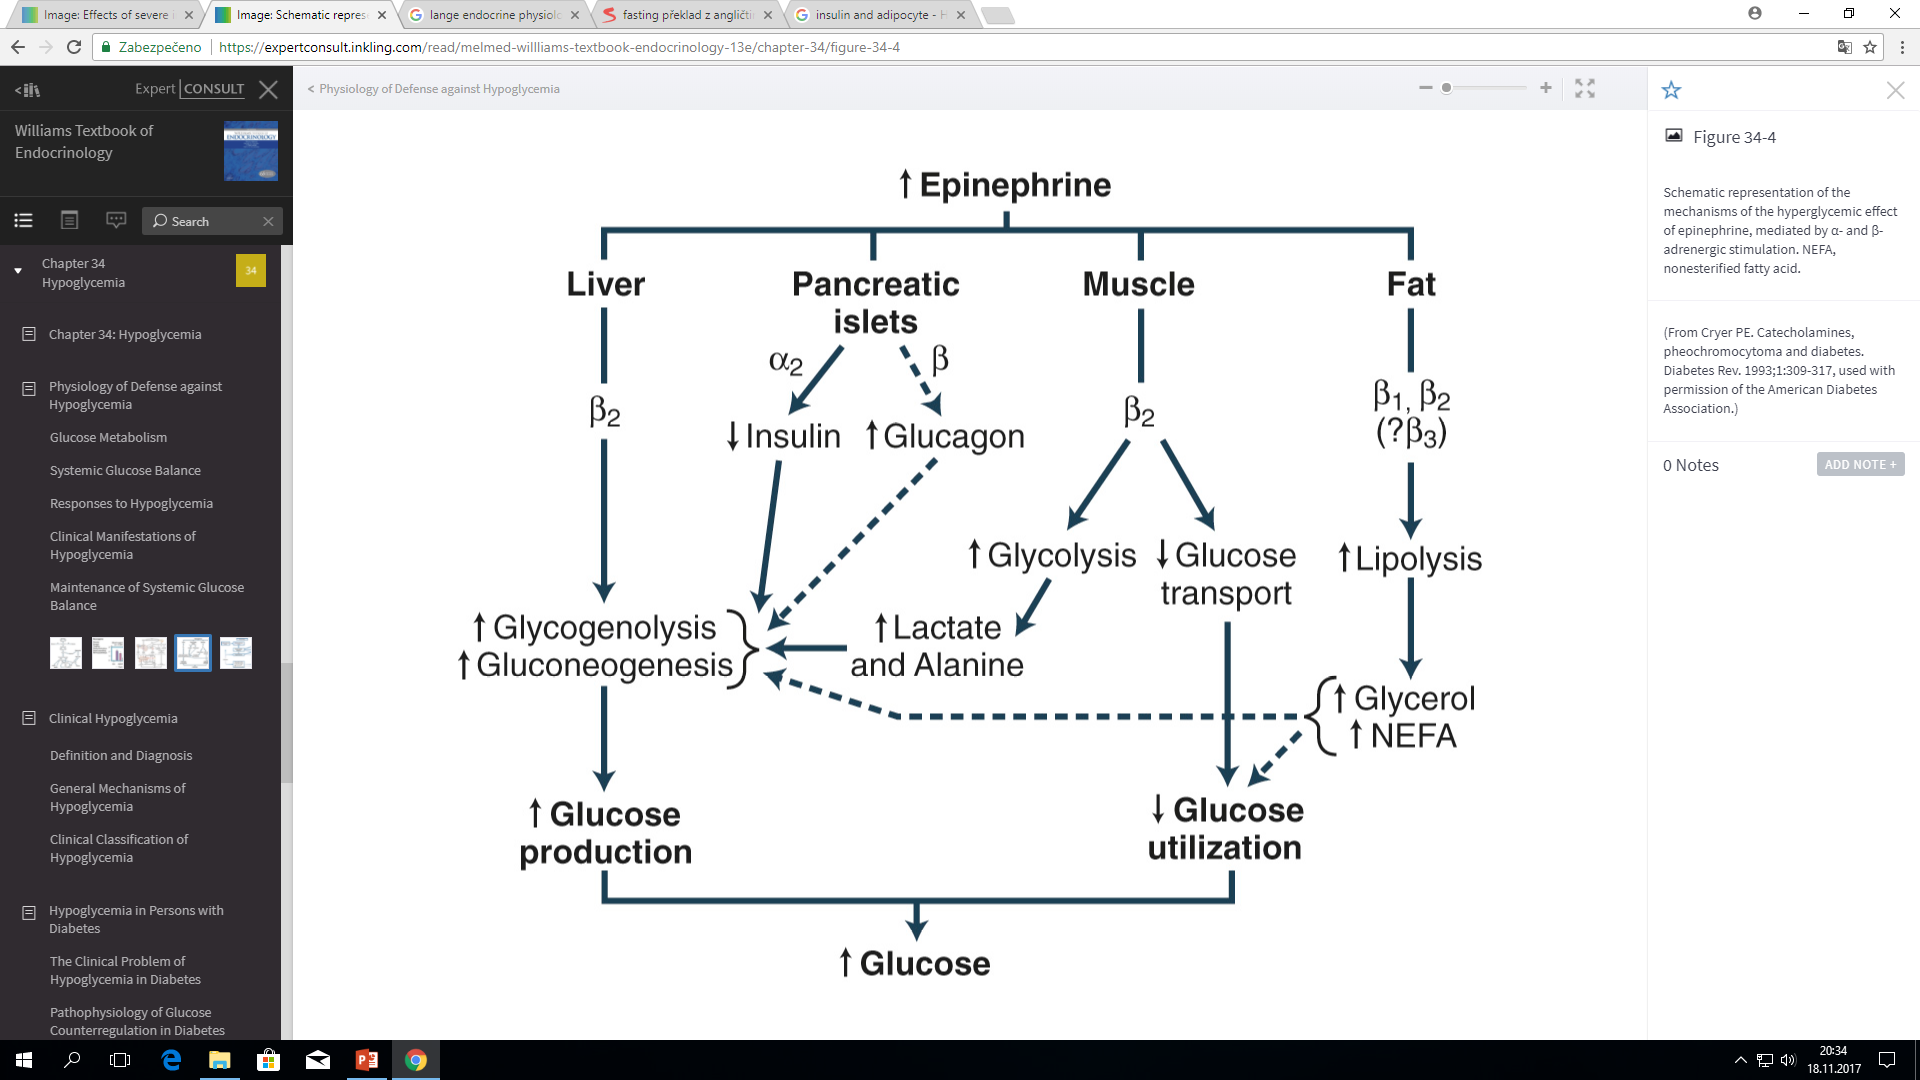 Image: Effects of severe i
Image: Schematic repres
lange endocrine physiolo
fasting překlad z angličti
insulin and adipocyte - H
Zabezpečeno
https://expertconsult.inkling.com/read/melmed-willliams-textbook-endocrinology-13e/chapter-34/figure-34-4
Expert CONSULT
Williams Textbook of
Endocrinology
Search
Chapter 34
Hypoglycemia
34
Chapter 34: Hypoglycemia
Physiology of Defense against
Hypoglycemia
Glucose Metabolism
Systemic Glucose Balance
Responses to Hypoglycemia
Clinical Manifestations of
Hypoglycemia
Maintenance of Systemic Glucose
Balance
Clinical Hypoglycemia
Definition and Diagnosis
General Mechanisms of
Hypoglycemia
Clinical Classification of
Hypoglycemia
Hypoglycemia in Persons with
Diabetes
The Clinical Problem of
Hypoglycemia in Diabetes
Pathophysiology of Glucose
Counterregulation in Diabetes
< Physiology of Defense against Hypoglycemia
↑ Epinephrine
Liver
Pancreatic
islets
Muscle
Fat
α2
β
β2
β2
β1, β2
(?β3)
↓ Insulin
↑ Glucagon
↑ Glycolysis
↓ Glucose
transport
↑ Lipolysis
↑ Glycogenolysis
↑ Gluconeogenesis
↑ Lactate
and Alanine
↑ Glycerol
↑ NEFA
↑ Glucose
production
↓ Glucose
utilization
↑ Glucose
Figure 34-4
Schematic representation of the
mechanisms of the hyperglycemic effect
of epinephrine, mediated by α- and β-
adrenergic stimulation. NEFA,
nonesterified fatty acid.
(From Cryer PE. Catecholamines,
pheochromocytoma and diabetes.
Diabetes Rev. 1993;1:309-317, used with
permission of the American Diabetes
Association.)
0 Notes
ADD NOTE +
20:34
18.11.2017